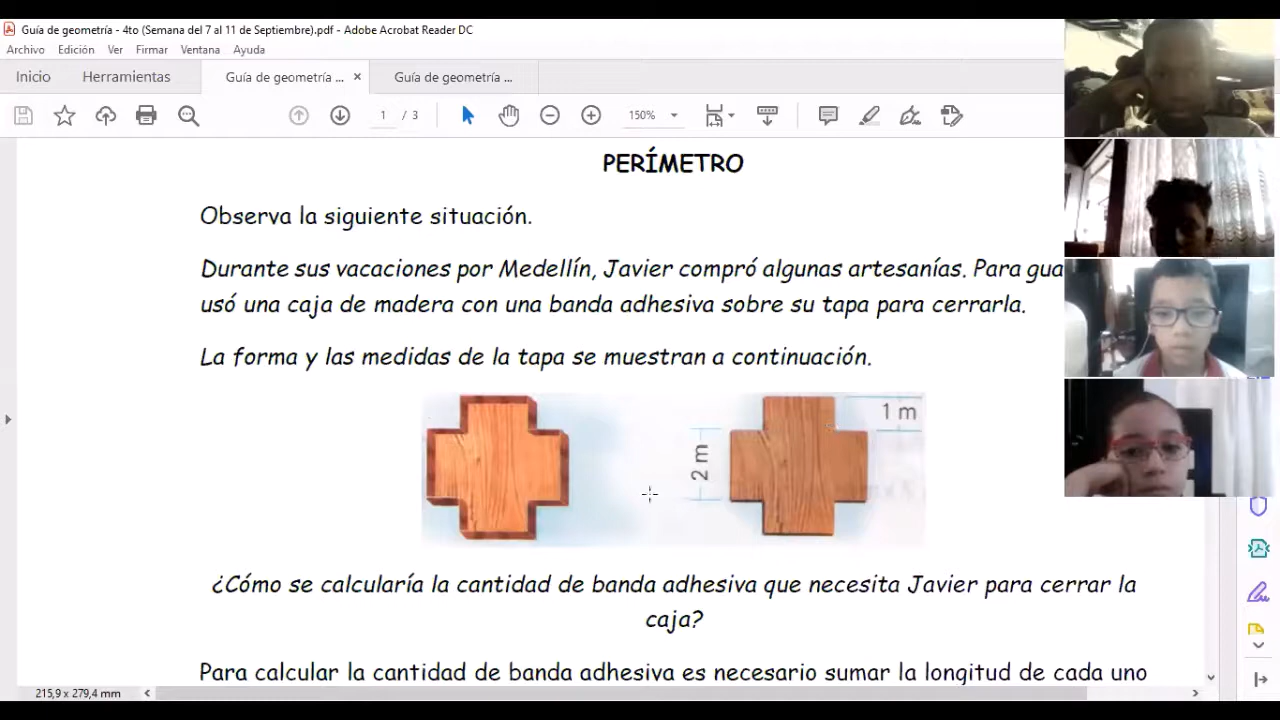 Guía de geometría - 4to (Semana del 7 al 11 de Septiembre).pdf - Adobe Acrobat Reader DC
Archivo Edición Ver Firmar Ventana Ayuda
Inicio Herramientas Guía de geometría ... × Guía de geometría ...
1 / 3 150%
PERÍMETRO
Observa la siguiente situación.
Durante sus vacaciones por Medellín, Javier compró algunas artesanías. Para
usó una caja de madera con una banda adhesiva sobre su tapa para cerrarla.
La forma y las medidas de la tapa se muestran a continuación.
1 m
2 m
¿Cómo se calcularía la cantidad de banda adhesiva que necesita Javier para cerrar la
caja?
Para calcular la cantidad de banda adhesiva es necesario sumar la longitud de cada uno
215,9 x 279,4 mm